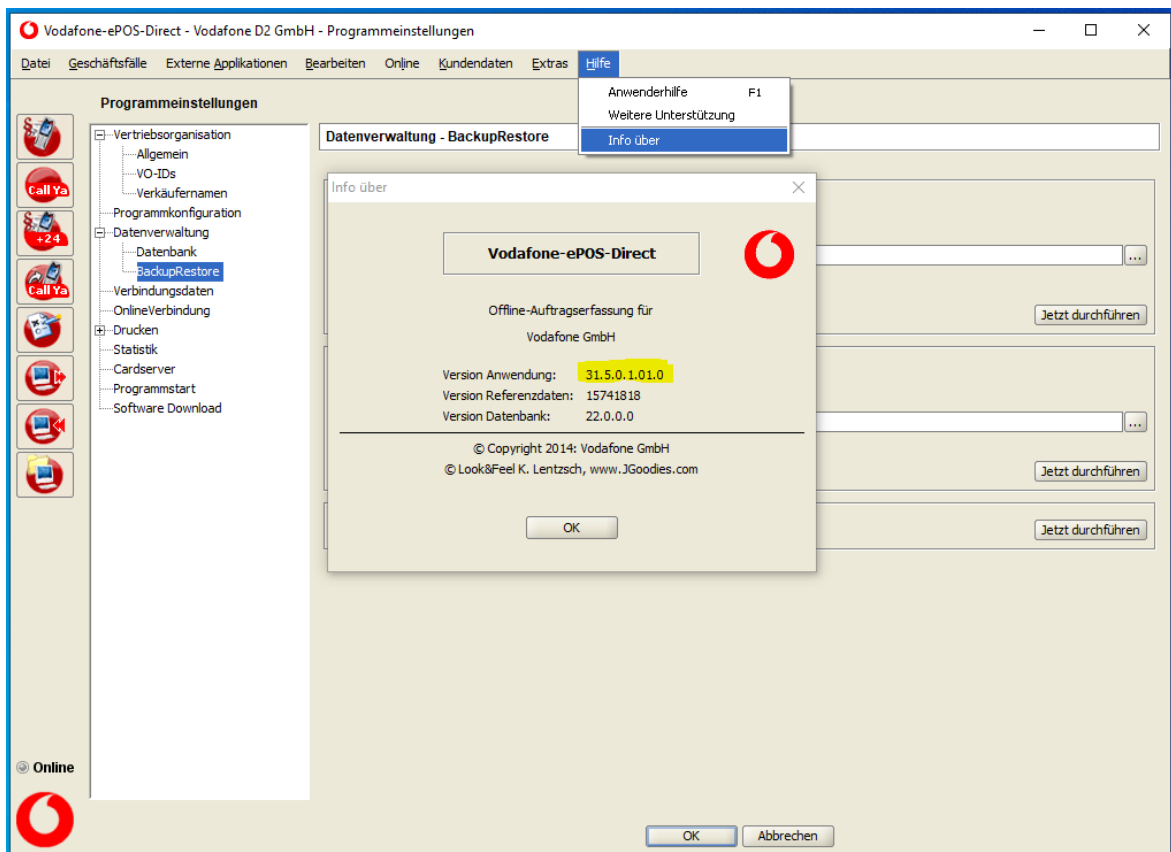 Vodafone-ePOS-Direct - Vodafone D2 GmbH - Programmeinstellungen
Datei Geschäftsfälle Externe Applikationen Bearbeiten Online Kundendaten Extras Hilfe
Anwenderhilfe F1
Weitere Unterstützung
Info über
Programmeinstellungen
Vertriebsorganisation
Allgemein
VO-IDs
Verkäufernamen
Programmkonfiguration
Datenverwaltung
Datenbank
BackupRestore
Verbindungsdaten
OnlineVerbindung
Drucken
Statistik
Cardserver
Programmstart
Software Download
Call Ya
+24
Call Ya
Datenverwaltung - BackupRestore
Info über
Vodafone-ePOS-Direct
Offline-Auftragserfassung für
Vodafone GmbH
Version Anwendung: 31.5.0.1.01.0
Version Referenzdaten: 15741818
Version Datenbank: 22.0.0.0
© Copyright 2014: Vodafone GmbH
© Look&Feel K. Lentzsch, www.JGoodies.com
OK
...
Jetzt durchführen
...
Jetzt durchführen
Jetzt durchführen
Online
OK Abbrechen